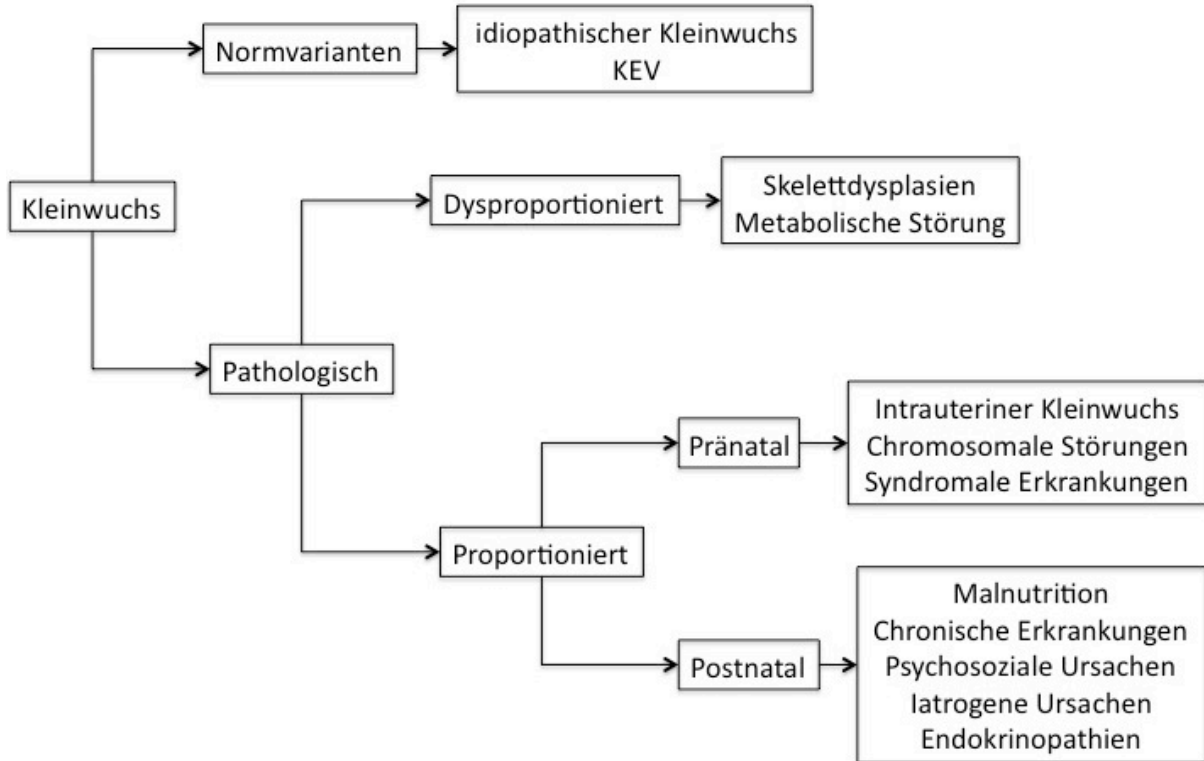 Kleinwuchs
Normvarianten
idiopathischer Kleinwuchs
KEV
Pathologisch
Dysproportioniert
Skelettdysplasien
Metabolische Störung
Proportioniert
Pränatal
Intrauteriner Kleinwuchs
Chromosomale Störungen
Syndromale Erkrankungen
Postnatal
Malnutrition
Chronische Erkrankungen
Psychosoziale Ursachen
Iatrogene Ursachen
Endokrinopathien